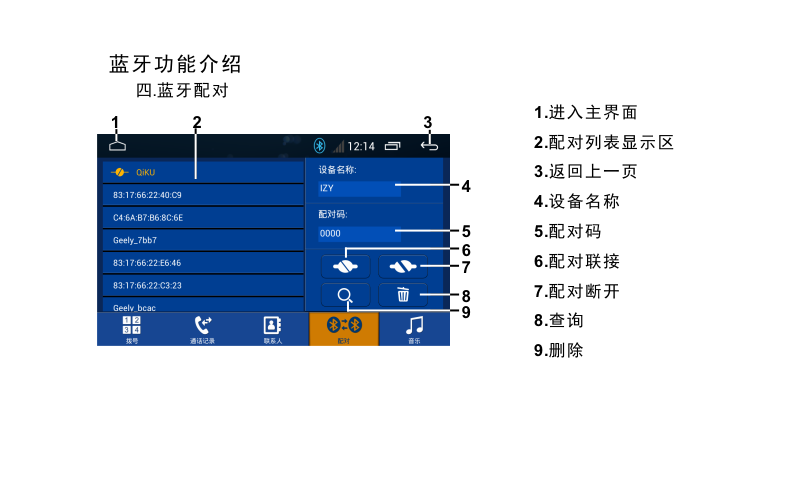 蓝牙功能介绍
四.蓝牙配对
1
2
3
12:14
QiKU
83:17:66:22:40:C9
C4:6A:B7:B6:8C:6E
Geely_7bb7
83:17:66:22:E6:46
83:17:66:22:C3:23
Geely_bcac
设备名称:
IZY
配对码:
0000
4
5
6
7
8
9
1 2
3 4
拨号
通话记录
联系人
配对
音乐
1.进入主界面
2.配对列表显示区
3.返回上一页
4.设备名称
5.配对码
6.配对联接
7.配对断开
8.查询
9.删除